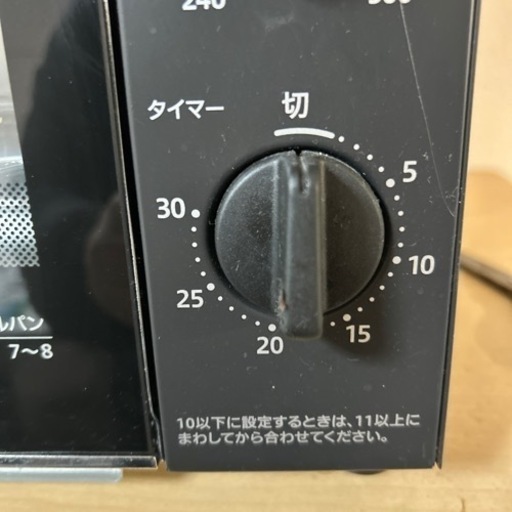 240
タイマー
切
5
30
10
25
15
20
ルパン
7〜8
10以下に設定するときは、11以上に
まわしてから合わせてください。